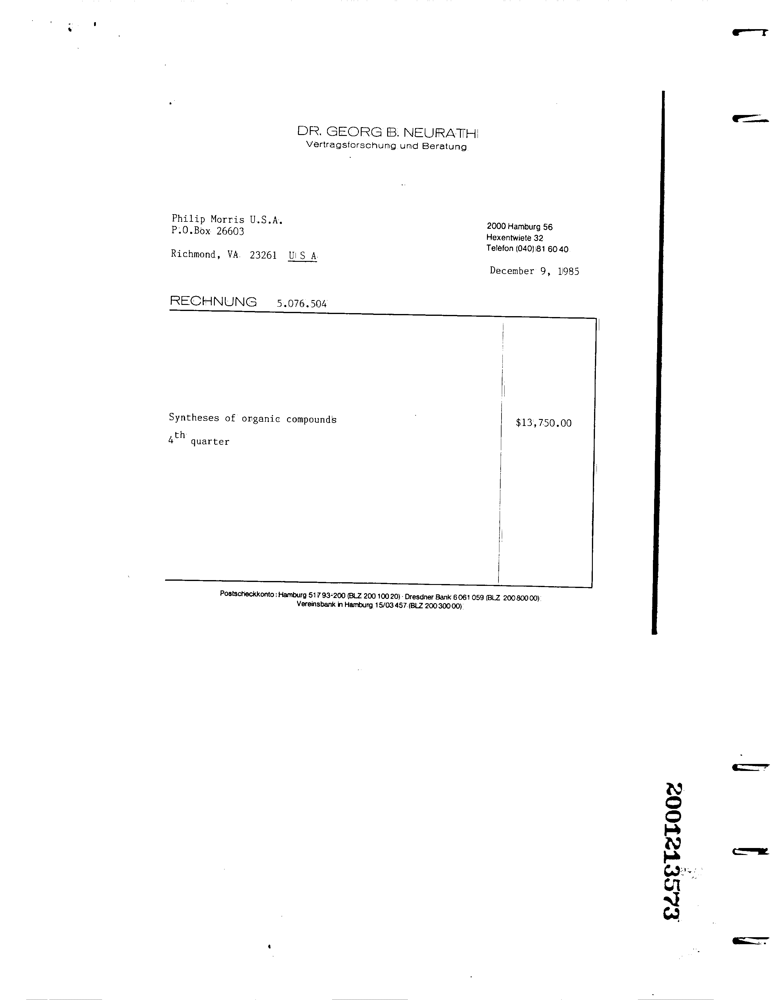 DR. GEORG B. NEURATH
Vertragsforschung und Beratung
Philip Morris U.S.A.
P.O.Box 26603
Richmond, VA 23261 U S A
2000 Hamburg 56
Hexentwiete 32
Telefon (040) 81 60 40
December 9, 1985
RECHNUNG 5.076.504
Syntheses of organic compounds
$13,750.00
4th quarter
Postscheckkonto: Hamburg 517 93-200 (BLZ 200 100 20) · Dresdner Bank 6 061 059 (BLZ 200 800 00)
Vereinsbank in Hamburg 15/03 457 (BLZ 200 300 00)
2001213573